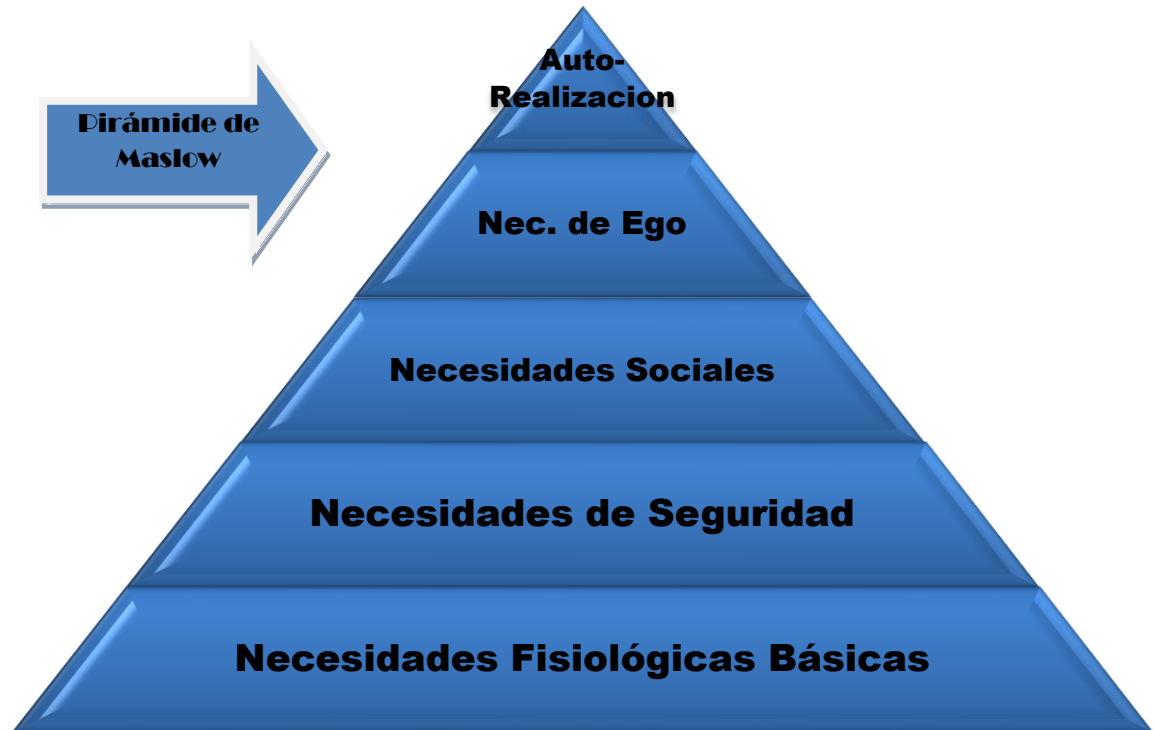 Auto-
Realizacion
Pirámide de
Maslow
Nec. de Ego
Necesidades Sociales
Necesidades de Seguridad
Necesidades Fisiológicas Básicas